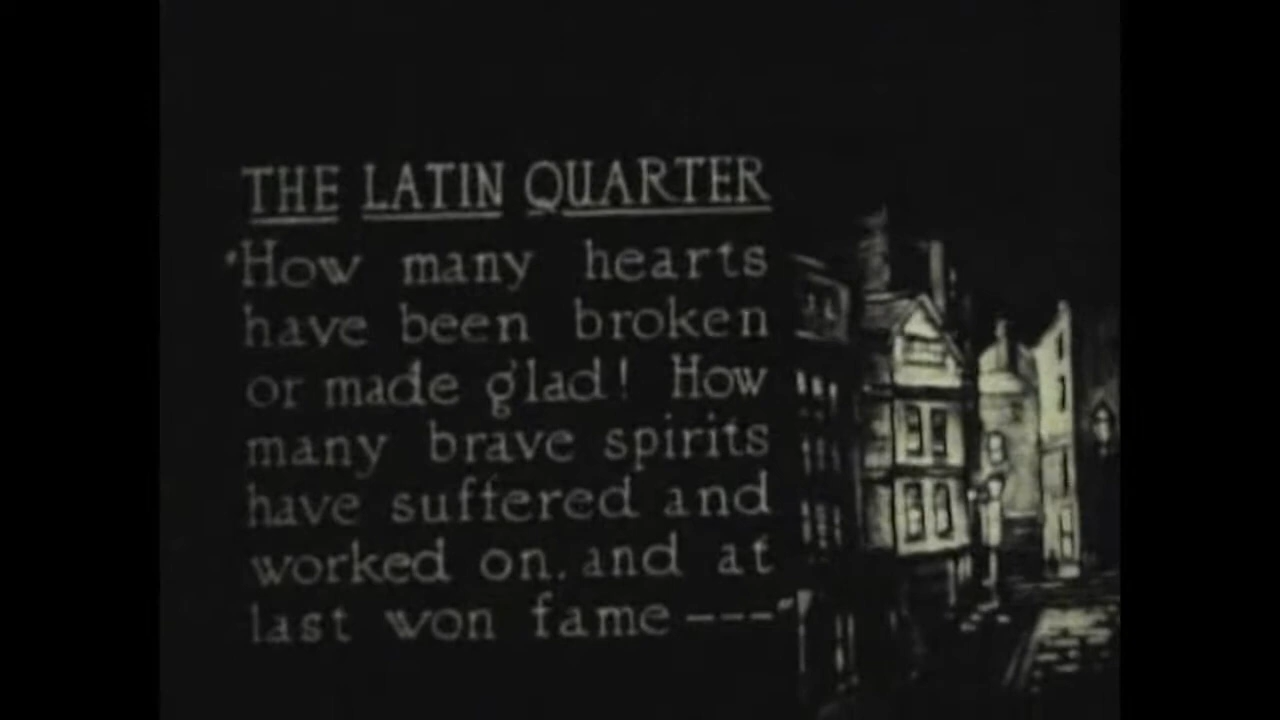 THE LATIN QUARTER
"How many hearts
have been broken
or made glad! How
many brave spirits
have suffered and
worked on, and at
last won fame ---"